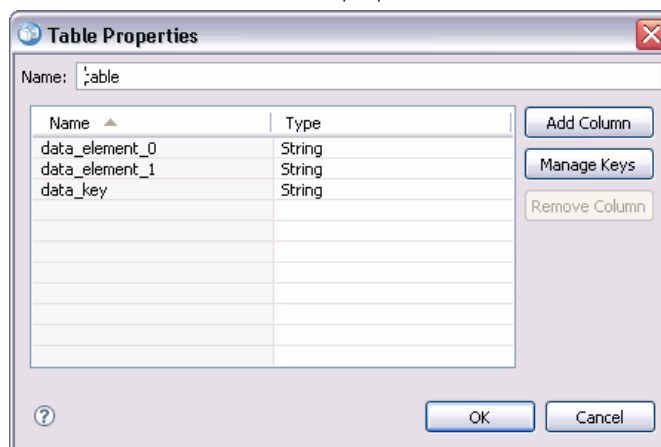 Table Properties
Name: table
Name Type
Add Column
data_element_0 String
data_element_1 String
Manage Keys
data_key String
Remove Column
?
OK Cancel